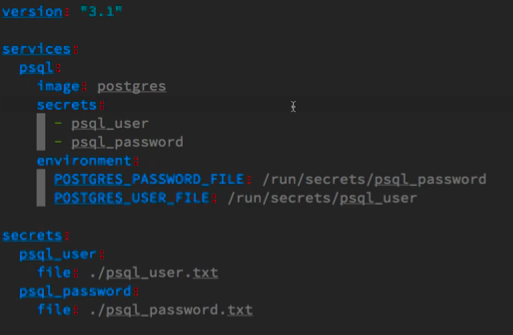 version: "3.1"
services:
psql:
image: postgres
secrets:
- psql_user
- psql_password
environment:
POSTGRES_PASSWORD_FILE: /run/secrets/psql_password
POSTGRES_USER_FILE: /run/secrets/psql_user
secrets:
psql_user:
file: ./psql_user.txt
psql_password:
file: ./psql_password.txt